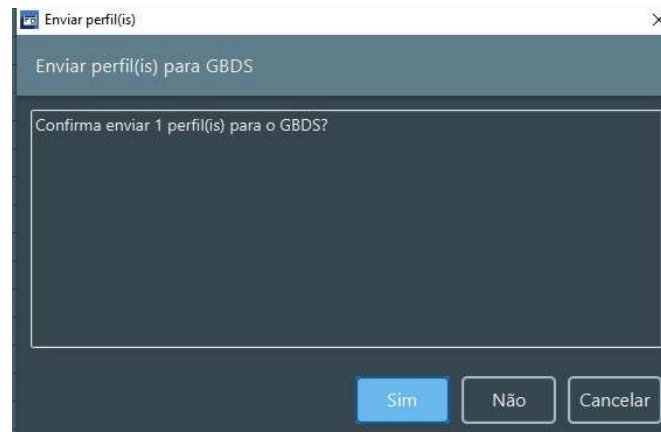 Enviar perfil(is)
Enviar perfil(is) para GBDS
Confirma enviar 1 perfil(is) para o GBDS?
Sim
Não
Cancelar